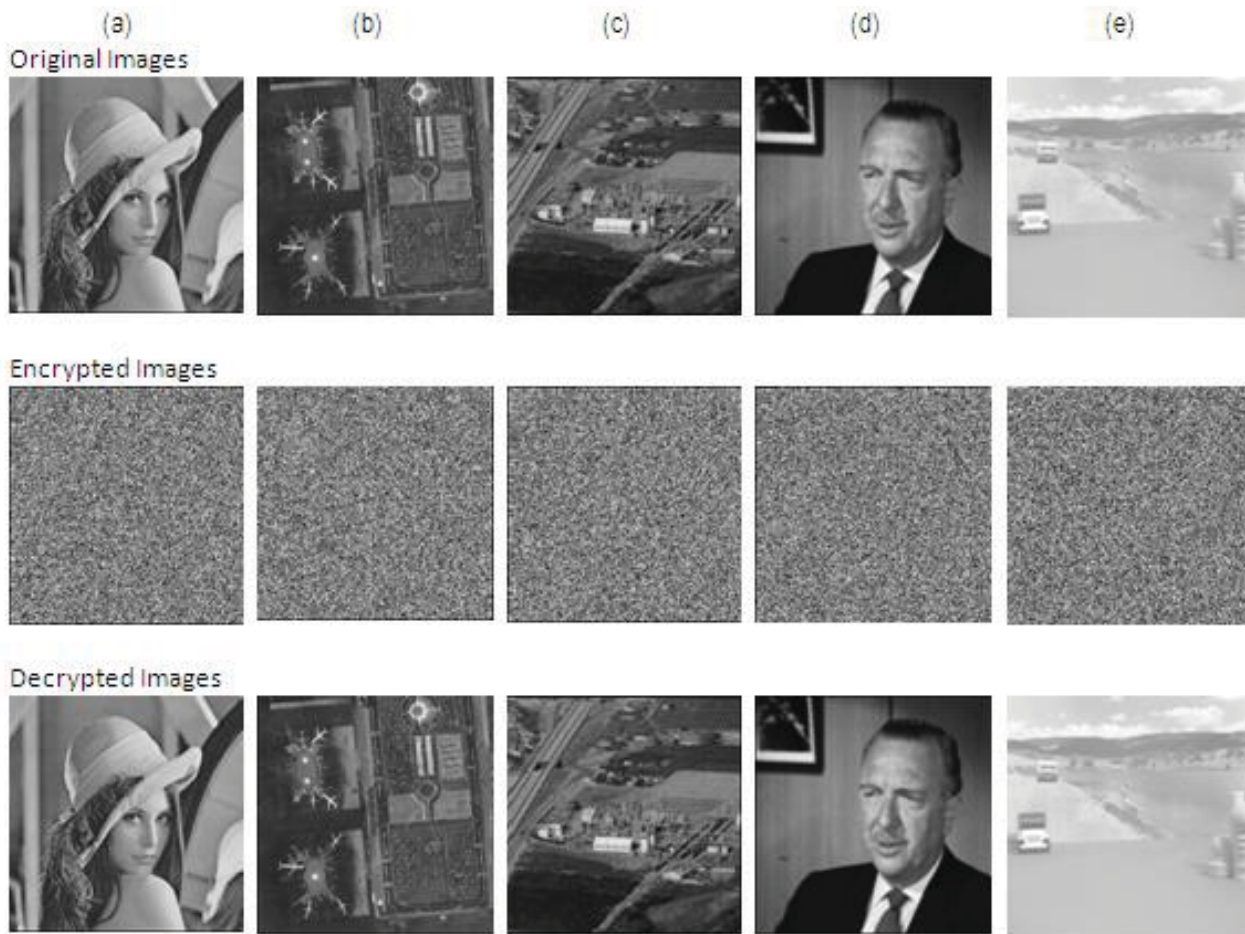 (a) (b) (c) (d) (e)
Original Images
Encrypted Images
Decrypted Images